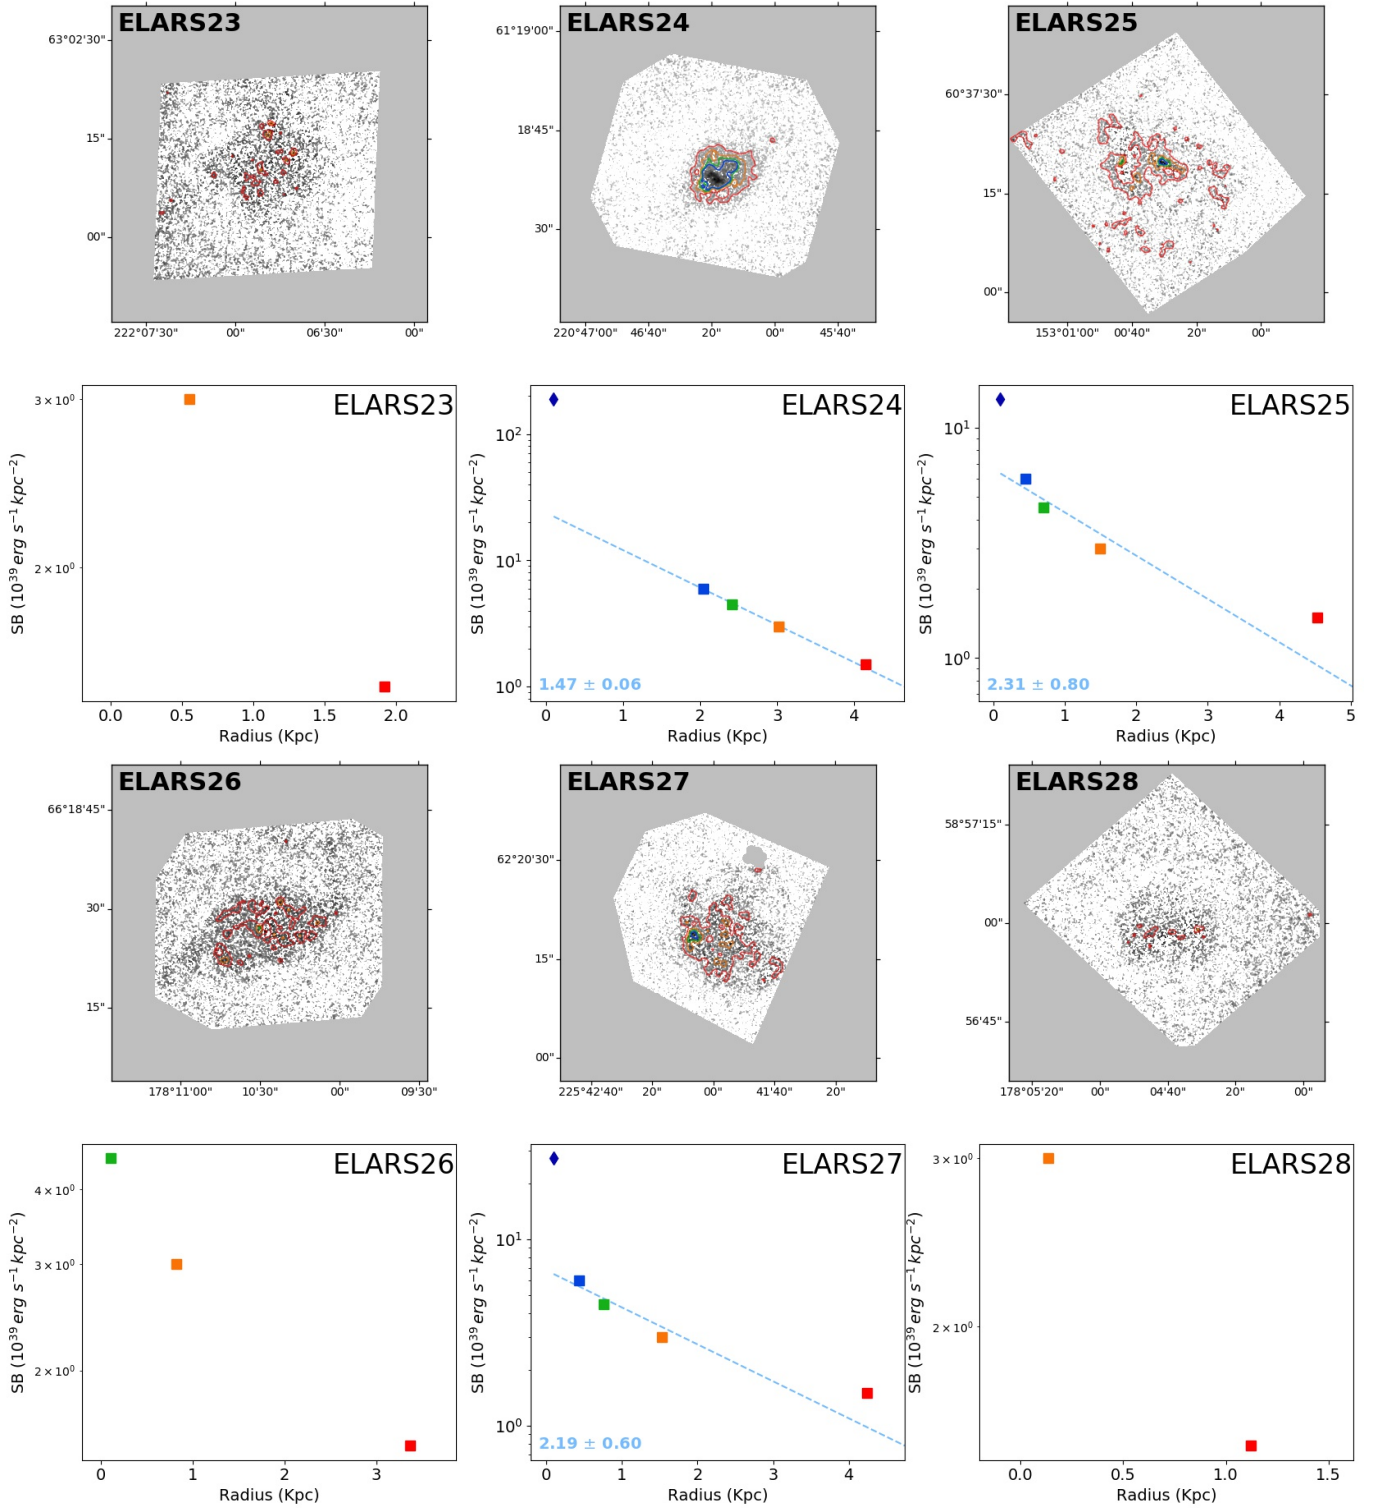 ELARS23
63°02'30"
15"
00"
222°07'30" 00" 06'30" 00"
ELARS24
61°19'00"
18'45"
30"
220°47'00" 46'40" 20" 00" 45'40"
ELARS25
60°37'30"
15"
00"
153°01'00" 00'40" 20" 00"
ELARS23
3 × 10⁰
2 × 10⁰
SB (10³⁹ erg s⁻¹ kpc⁻²)
0.0 0.5 1.0 1.5 2.0
Radius (Kpc)
ELARS24
10²
10¹
10⁰
SB (10³⁹ erg s⁻¹ kpc⁻²)
1.47 ± 0.06
0 1 2 3 4
Radius (Kpc)
ELARS25
10¹
10⁰
SB (10³⁹ erg s⁻¹ kpc⁻²)
2.31 ± 0.80
0 1 2 3 4 5
Radius (Kpc)
ELARS26
66°18'45"
30"
15"
178°11'00" 10'30" 00" 09'30"
ELARS27
62°20'30"
15"
00"
225°42'40" 20" 00" 41'40" 20"
ELARS28
58°57'15"
00"
56'45"
178°05'20" 00" 04'40" 20" 00"
ELARS26
4 × 10⁰
3 × 10⁰
2 × 10⁰
SB (10³⁹ erg s⁻¹ kpc⁻²)
0 1 2 3
Radius (Kpc)
ELARS27
10¹
10⁰
SB (10³⁹ erg s⁻¹ kpc⁻²)
2.19 ± 0.60
0 1 2 3 4
Radius (Kpc)
ELARS28
3 × 10⁰
2 × 10⁰
SB (10³⁹ erg s⁻¹ kpc⁻²)
0.0 0.5 1.0 1.5
Radius (Kpc)